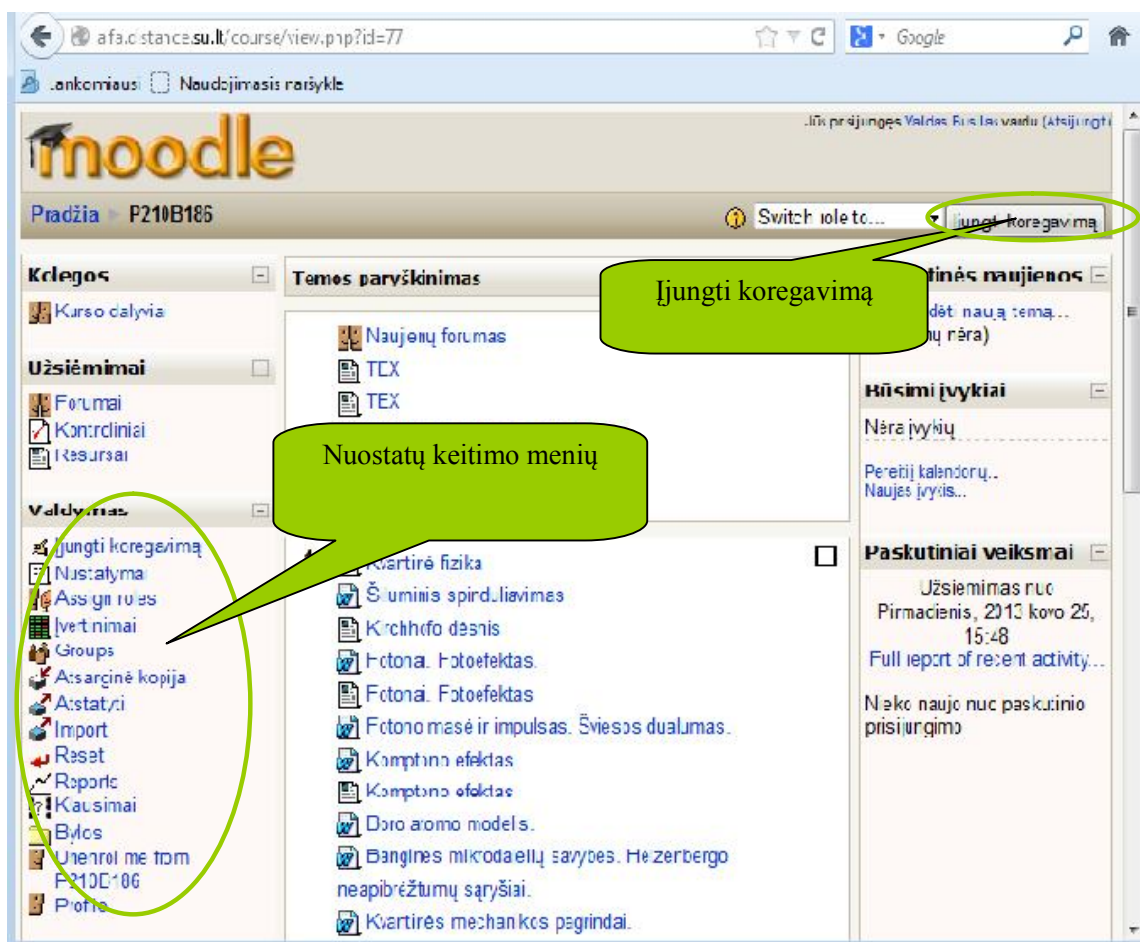 afa.distance.su.lt/course/view.php?id=77
Google
Lankomiausi Naudojimasis naršykle
moodle
Jūs prisijungęs Valdas vardu (Atsijungti
Pradžia ► P210B186
Switch role to...
Įjungti koregavimą
Kolegos
Kurso dalyviai
Užsiėmimai
Forumai
Kontroliniai
Resursai
Valdymas
Įjungti koregavimą
Nustatymai
Assign roles
Įvertinimai
Groups
Atsarginė kopija
Atstatyti
Import
Reset
Reports
Klausimai
Bylos
Unenrol me from
P210B186
Profile
Temos paryškinimas
Naujienų forumas
TEX
TEX
Kvantinė fizika
Šiluminis spinduliavimas
Kirchhofo dėsnis
Fotonai. Fotoefektas.
Fotonai. Fotoefektas
Fotono masė ir impulsas. Šviesos dualumas.
Komptono efektas
Komptono efektas
Boro atomo modelis.
Banginės mikrodalelių savybės. Heizenbergo
neapibrėžtumų sąryšiai.
Kvantinės mechanikos pagrindai.
Įjungti koregavimą
Nuostatų keitimo menių
naujienos
naują temą...
nėra)
Būsimi įvykiai
Nėra įvykių
Pereiti į kalendorių...
Naujas įvykis...
Paskutiniai veiksmai
Užsiėmimas nuo
Pirmadienis, 2013 kovo 25,
15:48
Full report of recent activity...
Nieko naujo nuo paskutinio
prisijungimo